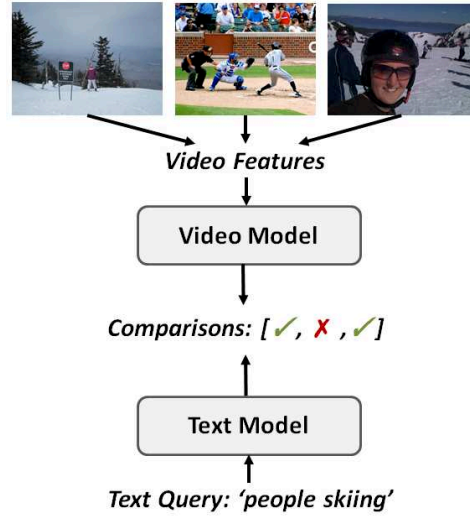 Video Features
Video Model
Comparisons: [✓, ✗ ,✓]
Text Model
Text Query: ‘people skiing’